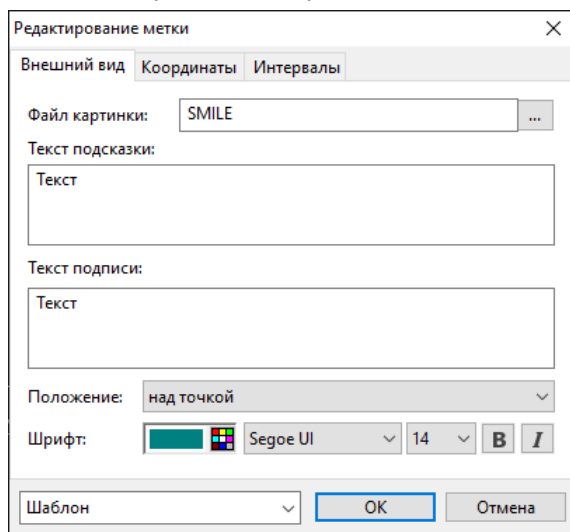 Редактирование метки
Внешний вид Координаты Интервалы
Файл картинки: SMILE ...
Текст подсказки:
Текст
Текст подписи:
Текст
Положение: над точкой
Шрифт: Segoe UI 14 B I
Шаблон OK Отмена